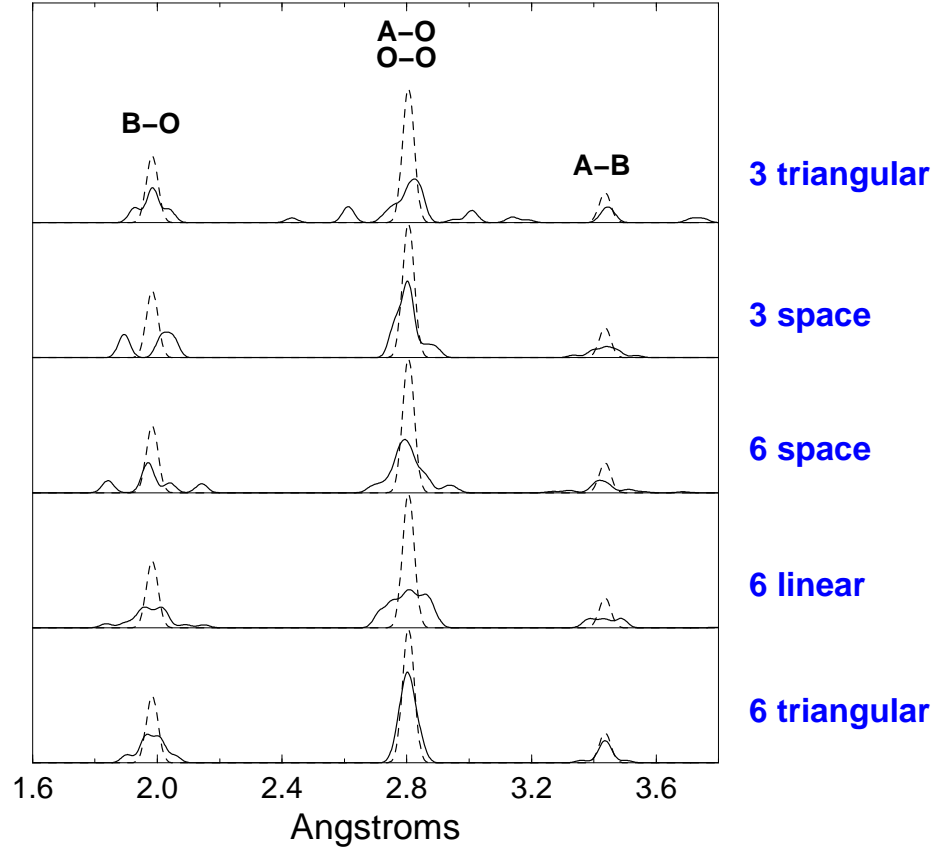 A–O
O–O
B–O
A–B
3 triangular
3 space
6 space
6 linear
6 triangular
1.6 2.0 2.4 2.8 3.2 3.6
Angstroms